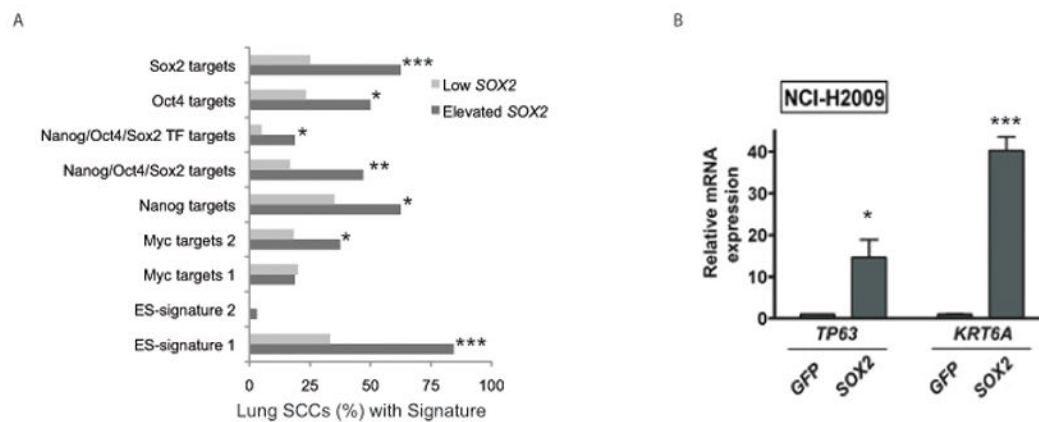 A
Sox2 targets
***
Low SOX2
Oct4 targets
*
Elevated SOX2
Nanog/Oct4/Sox2 TF targets
*
Nanog/Oct4/Sox2 targets
**
Nanog targets
*
Myc targets 2
*
Myc targets 1
ES-signature 2
ES-signature 1
***
0 25 50 75 100
Lung SCCs (%) with Signature
B
NCI-H2009
Relative mRNA
expression
40
30
20
10
0
*
***
TP63 KRT6A
GFP SOX2 GFP SOX2